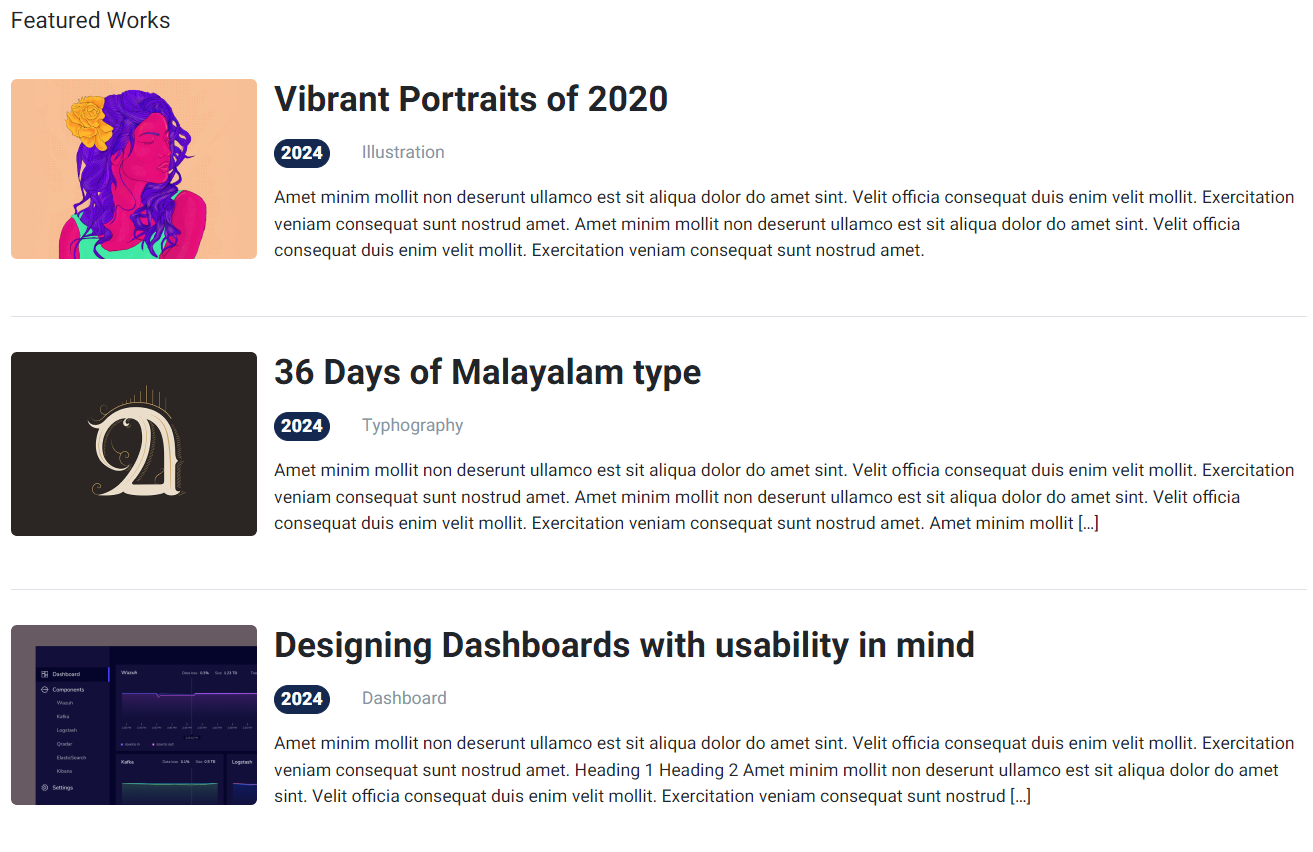 Featured Works
Vibrant Portraits of 2020
2024 Illustration
Amet minim mollit non deserunt ullamco est sit aliqua dolor do amet sint. Velit officia consequat duis enim velit mollit. Exercitation
veniam consequat sunt nostrud amet. Amet minim mollit non deserunt ullamco est sit aliqua dolor do amet sint. Velit officia
consequat duis enim velit mollit. Exercitation veniam consequat sunt nostrud amet.
36 Days of Malayalam type
2024 Typhography
Amet minim mollit non deserunt ullamco est sit aliqua dolor do amet sint. Velit officia consequat duis enim velit mollit. Exercitation
veniam consequat sunt nostrud amet. Amet minim mollit non deserunt ullamco est sit aliqua dolor do amet sint. Velit officia
consequat duis enim velit mollit. Exercitation veniam consequat sunt nostrud amet. Amet minim mollit […]
Designing Dashboards with usability in mind
2024 Dashboard
Amet minim mollit non deserunt ullamco est sit aliqua dolor do amet sint. Velit officia consequat duis enim velit mollit. Exercitation
veniam consequat sunt nostrud amet. Heading 1 Heading 2 Amet minim mollit non deserunt ullamco est sit aliqua dolor do amet
sint. Velit officia consequat duis enim velit mollit. Exercitation veniam consequat sunt nostrud […]
Dashboard
Components
Wazuh
Kafka
Logstash
Qradar
ElasticSearch
Kibana
Settings
Wazuh
Kafka
Logstash